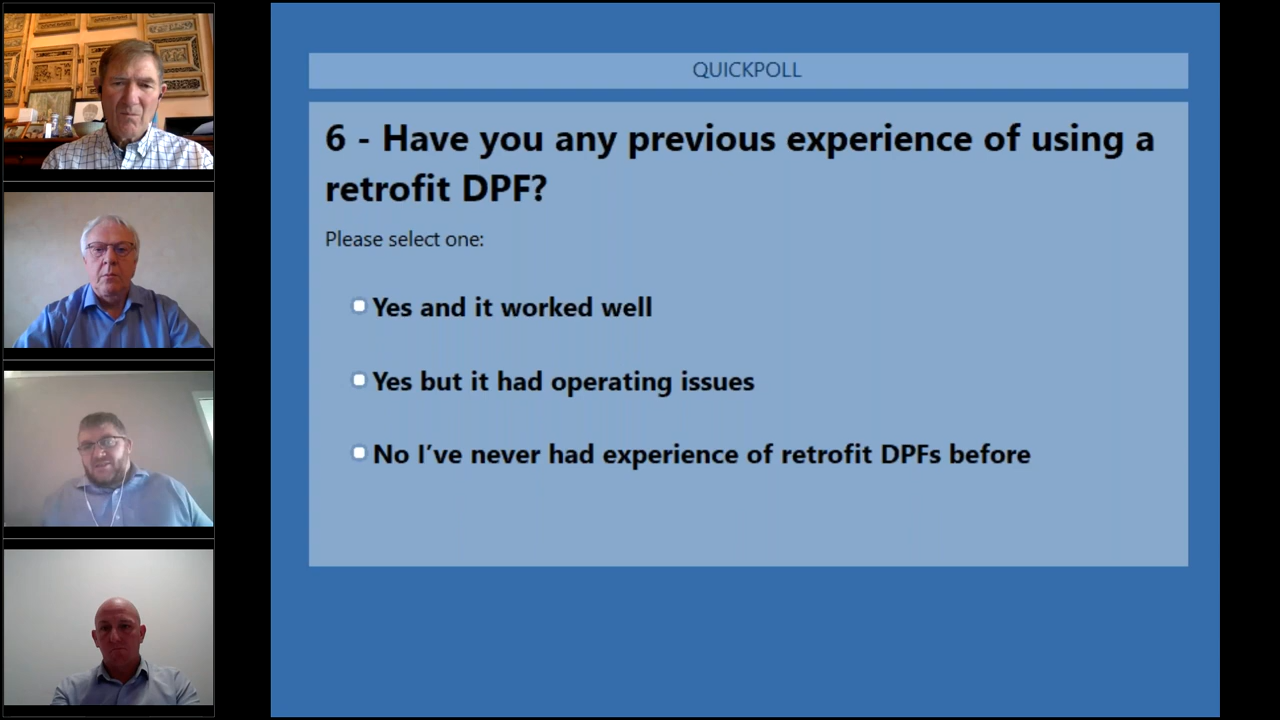 QUICKPOLL
6 - Have you any previous experience of using a
retrofit DPF?
Please select one:
Yes and it worked well
Yes but it had operating issues
No I’ve never had experience of retrofit DPFs before